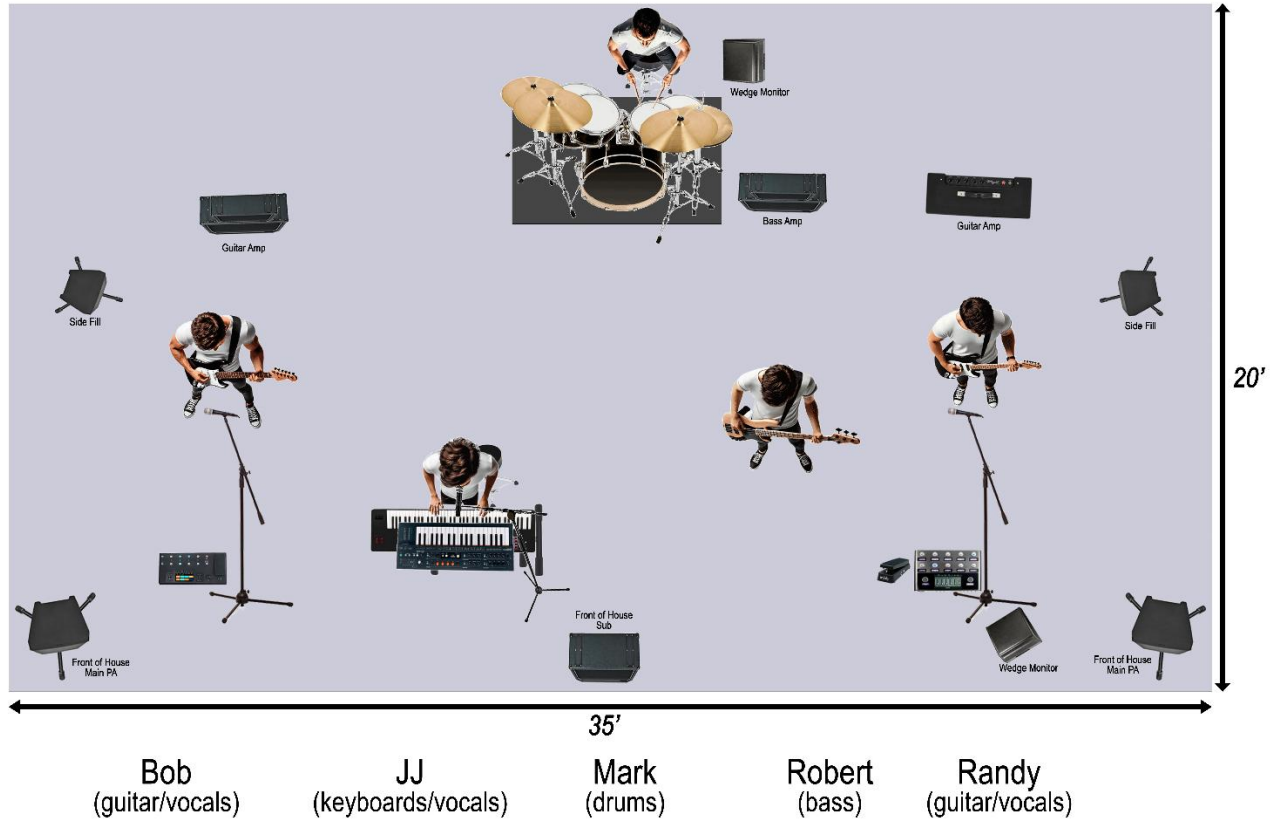 Wedge Monitor
Guitar Amp
Bass Amp
Guitar Amp
Side Fill
Side Fill
20’
Front of House
Sub
Front of House
Main PA
Wedge Monitor
Front of House
Main PA
35’
Bob
(guitar/vocals)
JJ
(keyboards/vocals)
Mark
(drums)
Robert
(bass)
Randy
(guitar/vocals)